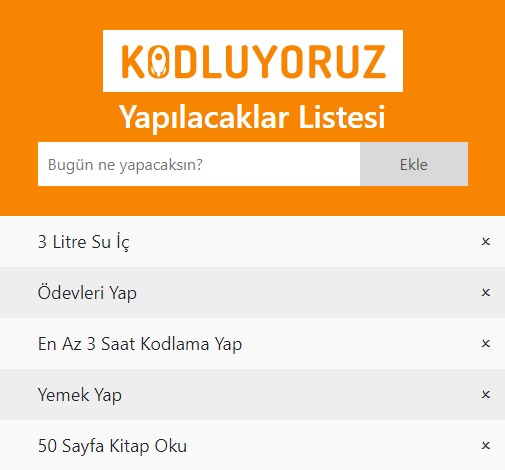 KODLUYORUZ
Yapılacaklar Listesi
Bugün ne yapacaksın?
Ekle
3 Litre Su İç
x
Ödevleri Yap
x
En Az 3 Saat Kodlama Yap
x
Yemek Yap
x
50 Sayfa Kitap Oku
x